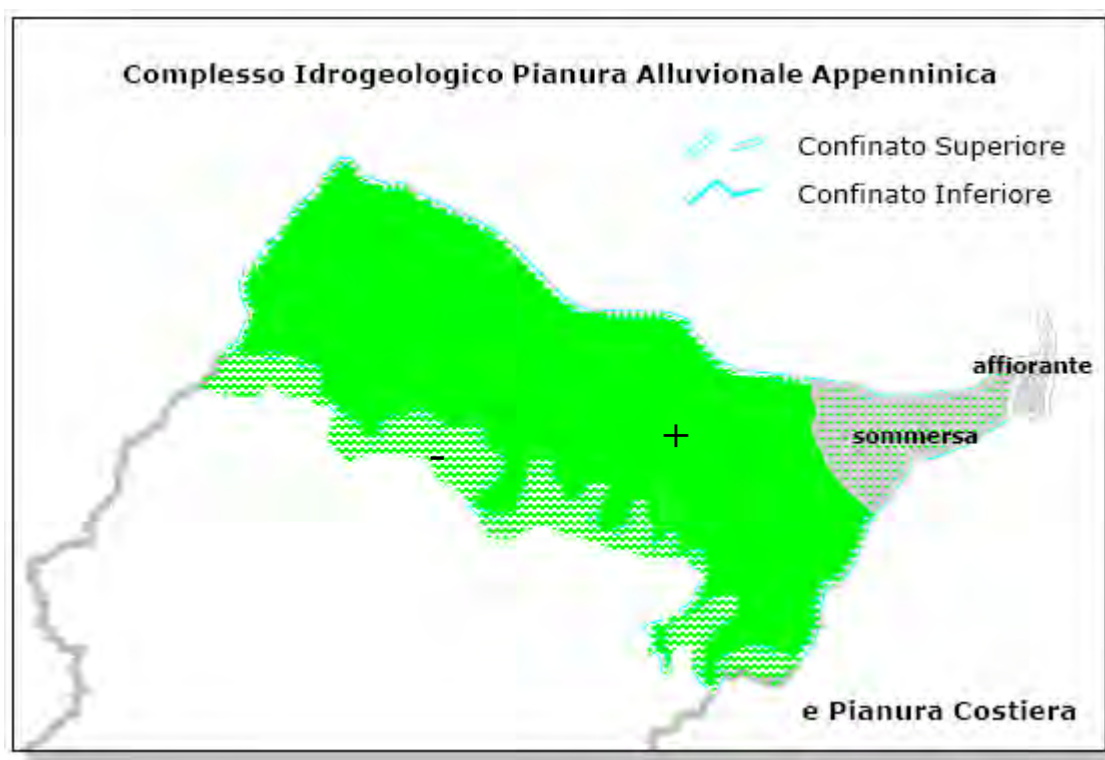 Complesso Idrogeologico Pianura Alluvionale Appenninica
Confinato Superiore
Confinato Inferiore
affiorante
sommersa
+
-
e Pianura Costiera